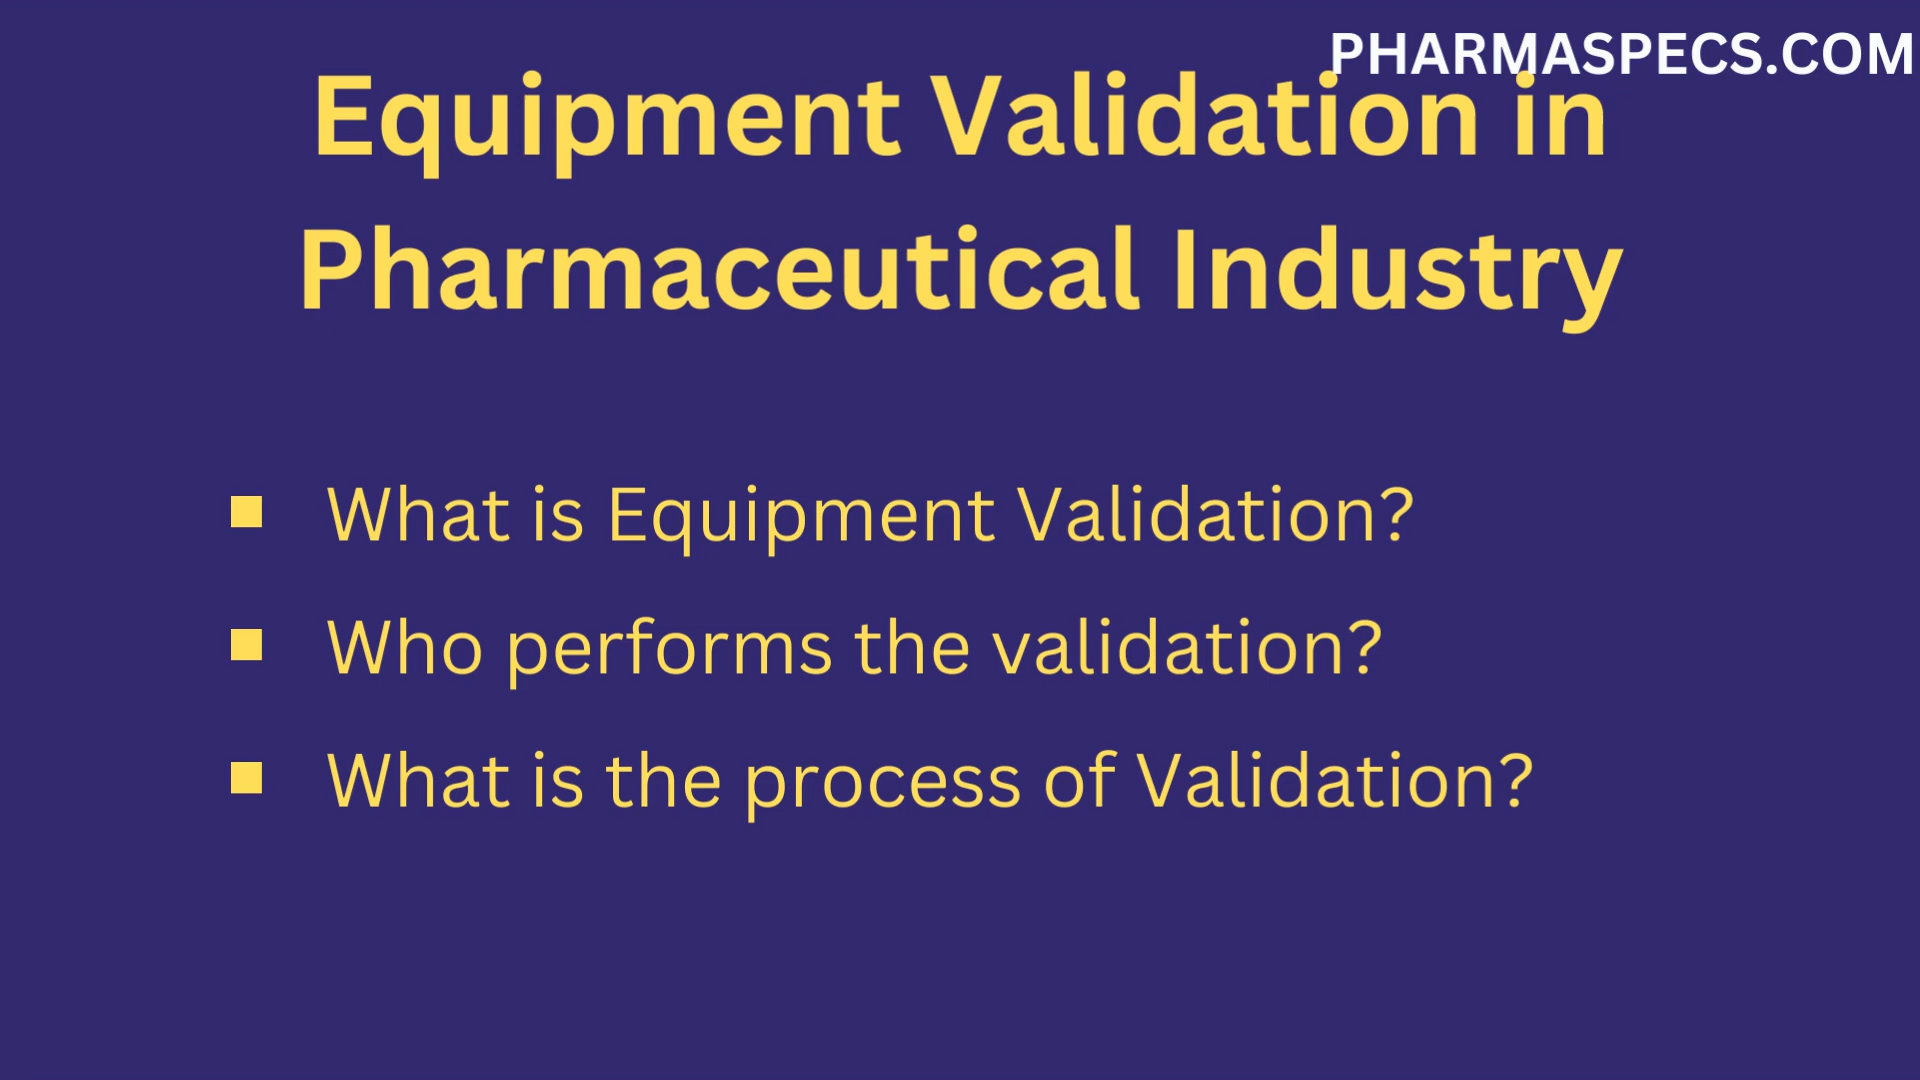 PHARMASPECS.COM
Equipment Validation in
Pharmaceutical Industry
What is Equipment Validation?
Who performs the validation?
What is the process of Validation?